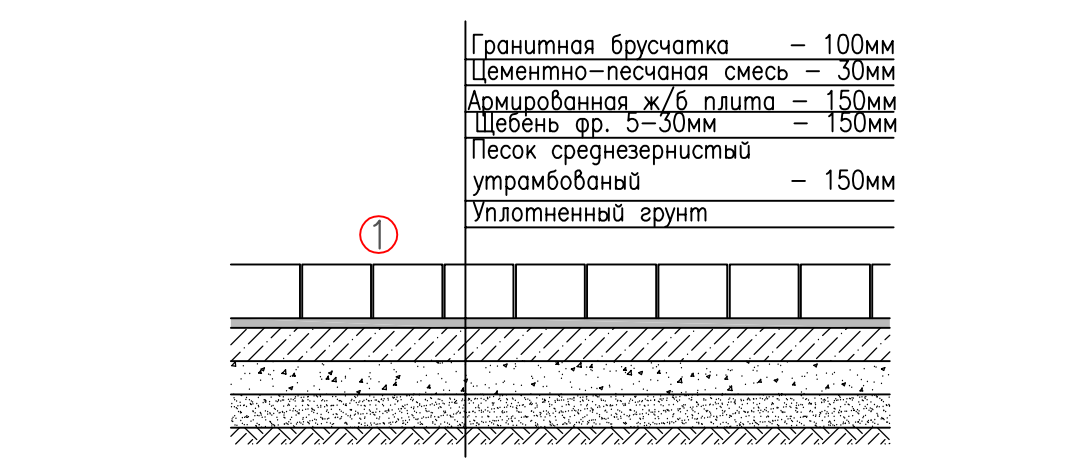 Гранитная брусчатка – 100мм
Цементно–песчаная смесь – 30мм
Армированная ж/б плита – 150мм
Щебень фр. 5–30мм – 150мм
Песок среднезернистый
утрамбованый – 150мм
Уплотненный грунт
1